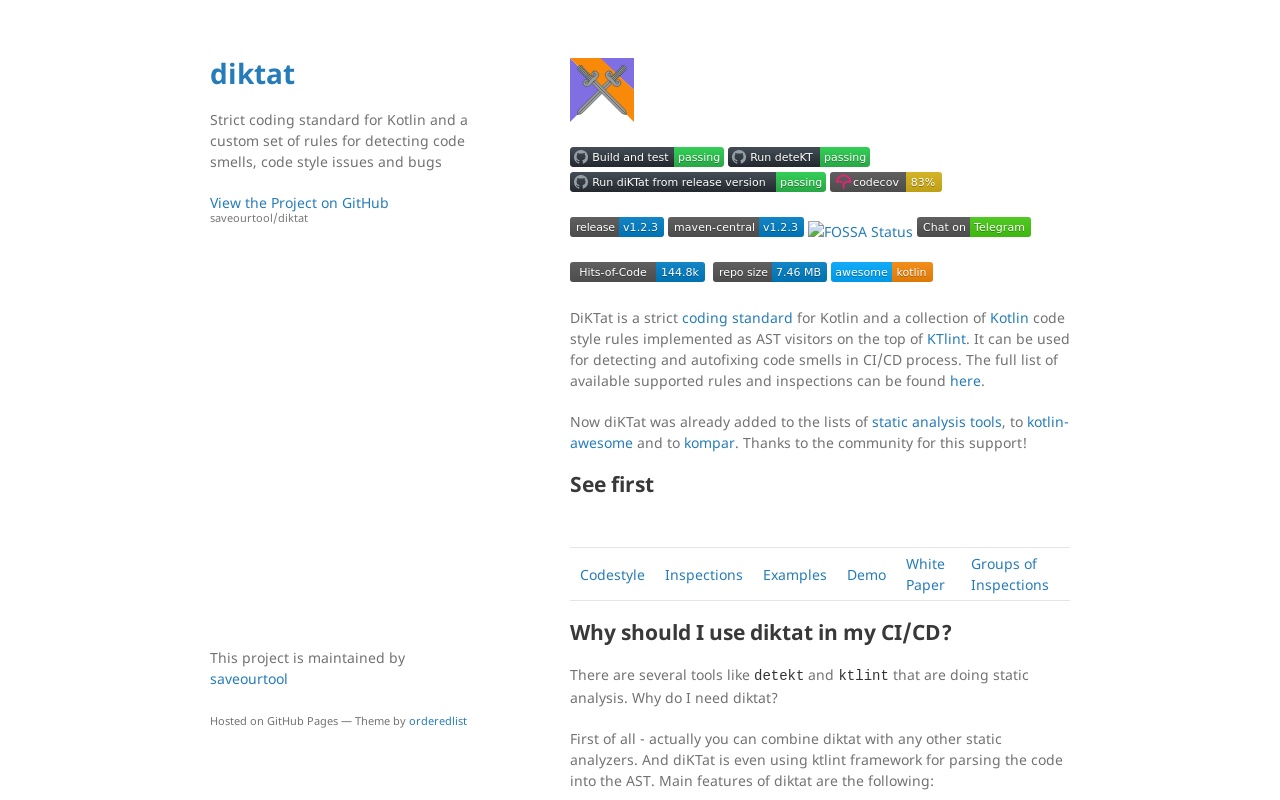 diktat
Strict coding standard for Kotlin and a
custom set of rules for detecting code
smells, code style issues and bugs
View the Project on GitHub
saveourtool/diktat
This project is maintained by
saveourtool
Hosted on GitHub Pages — Theme by orderedlist
Build and test passing Run deteKT passing
Run diKTat from release version passing codecov 83%
release v1.2.3 maven-central v1.2.3 FOSSA Status Chat on Telegram
Hits-of-Code 144.8k repo size 7.46 MB awesome kotlin
DiKTat is a strict coding standard for Kotlin and a collection of Kotlin code
style rules implemented as AST visitors on the top of KTlint. It can be used
for detecting and autofixing code smells in CI/CD process. The full list of
available supported rules and inspections can be found here.
Now diKTat was already added to the lists of static analysis tools, to kotlin-
awesome and to kompar. Thanks to the community for this support!
See first
Codestyle Inspections Examples Demo White Paper Groups of Inspections
Why should I use diktat in my CI/CD?
There are several tools like detekt and ktlint that are doing static
analysis. Why do I need diktat?
First of all - actually you can combine diktat with any other static
analyzers. And diKTat is even using ktlint framework for parsing the code
into the AST. Main features of diktat are the following: